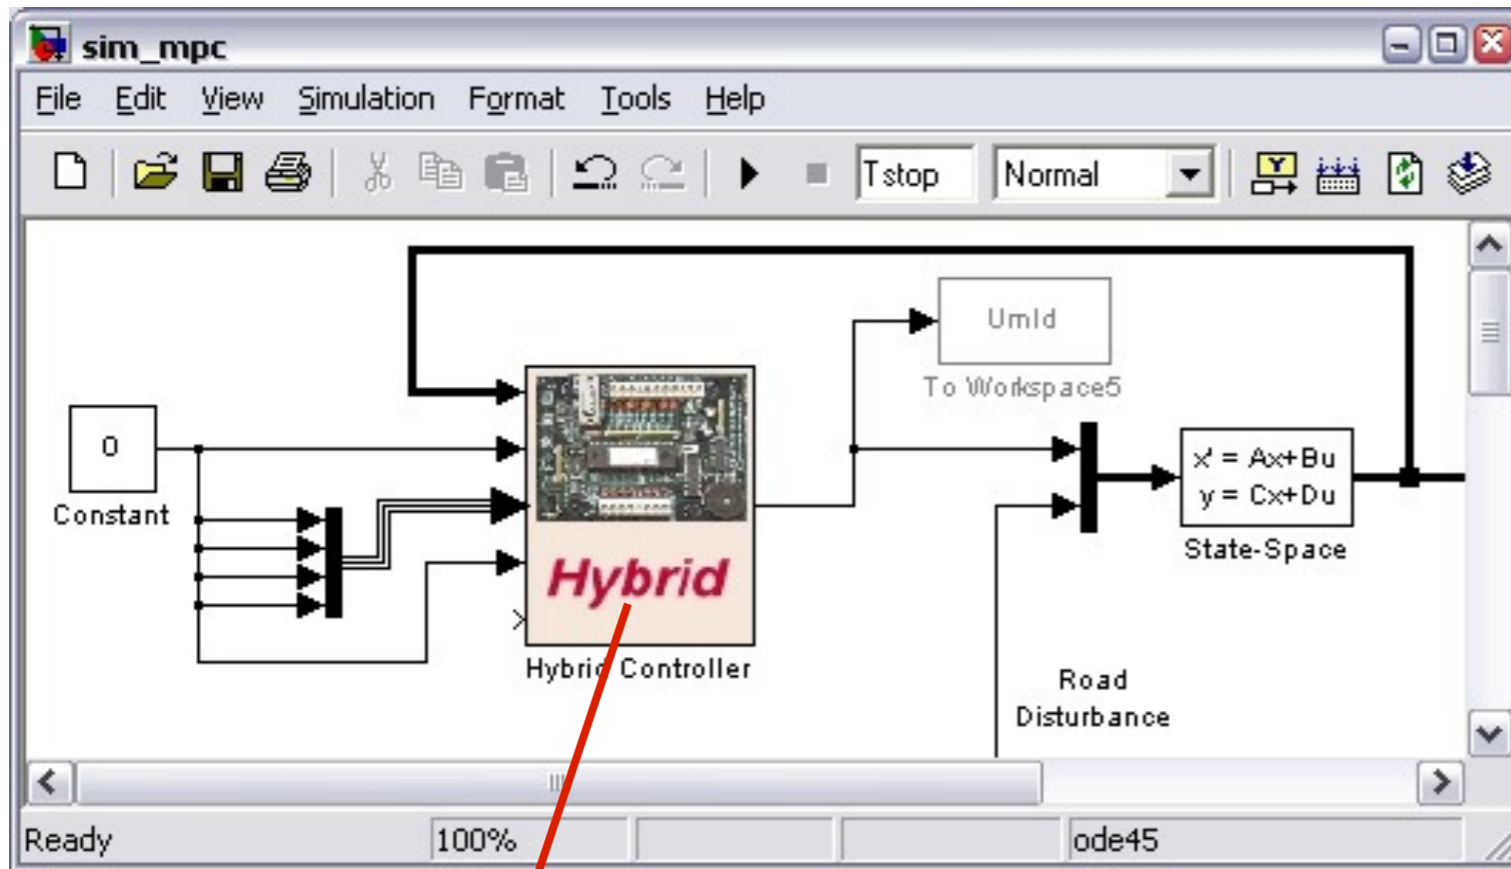 sim_mpc
File Edit View Simulation Format Tools Help
Tstop Normal
UmId
To Workspace5
0
Constant
x' = Ax+Bu
y = Cx+Du
State-Space
Hybrid
Hybrid Controller
Road
Disturbance
Ready 100% ode45